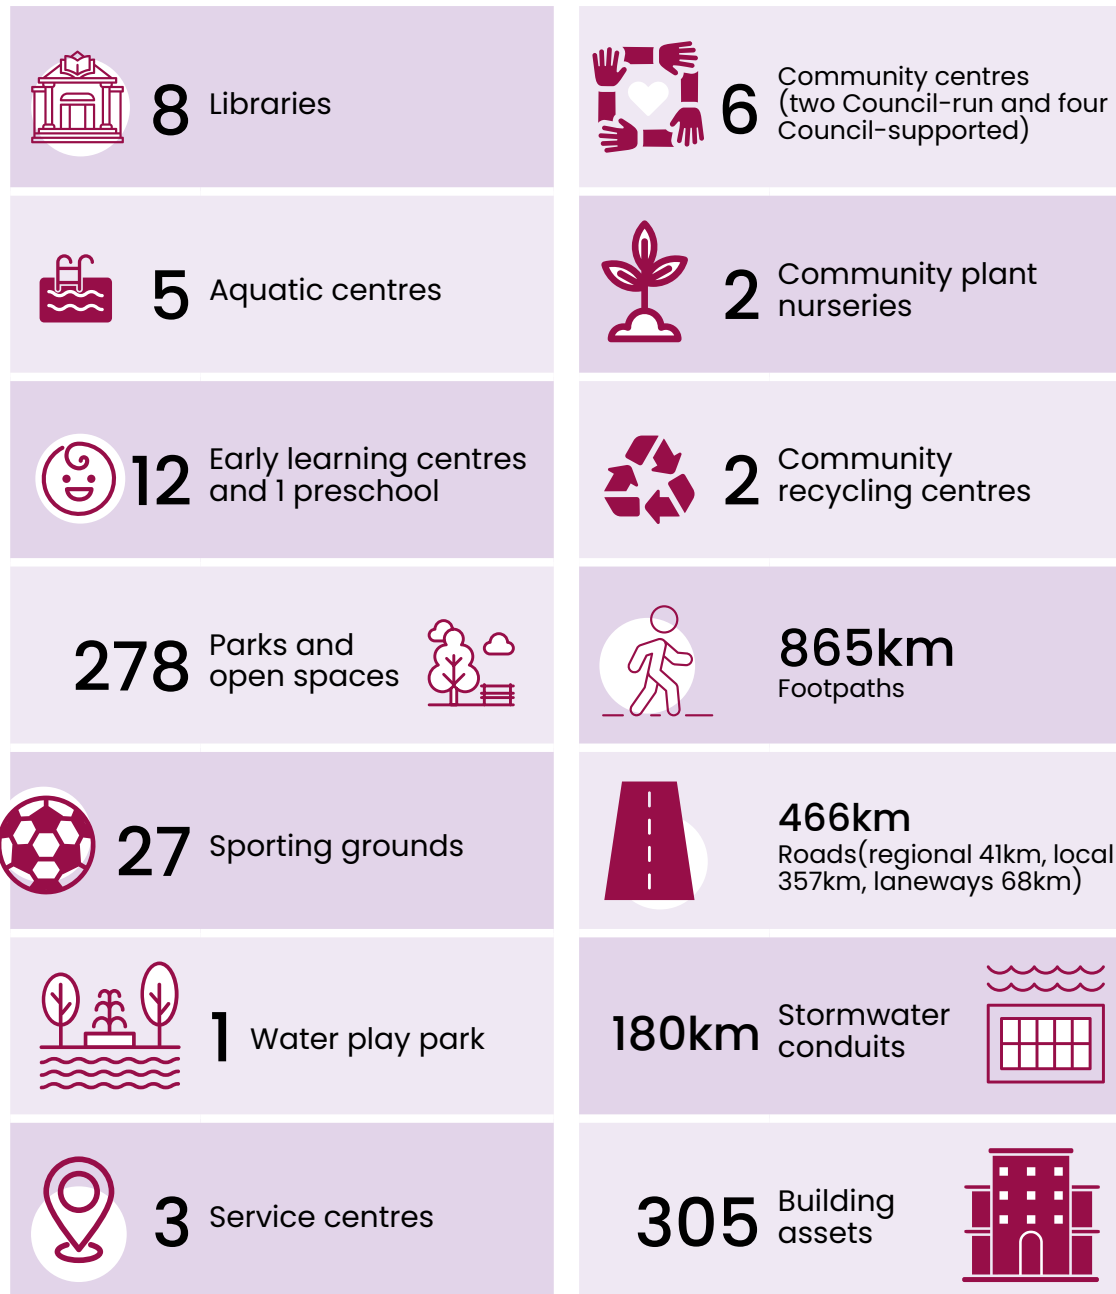 8 Libraries
6 Community centres
(two Council-run and four
Council-supported)
5 Aquatic centres
2 Community plant
nurseries
12 Early learning centres
and 1 preschool
2 Community
recycling centres
278 Parks and
open spaces
865km
Footpaths
27 Sporting grounds
466km
Roads(regional 41km, local
357km, laneways 68km)
1 Water play park
180km Stormwater
conduits
3 Service centres
305 Building
assets